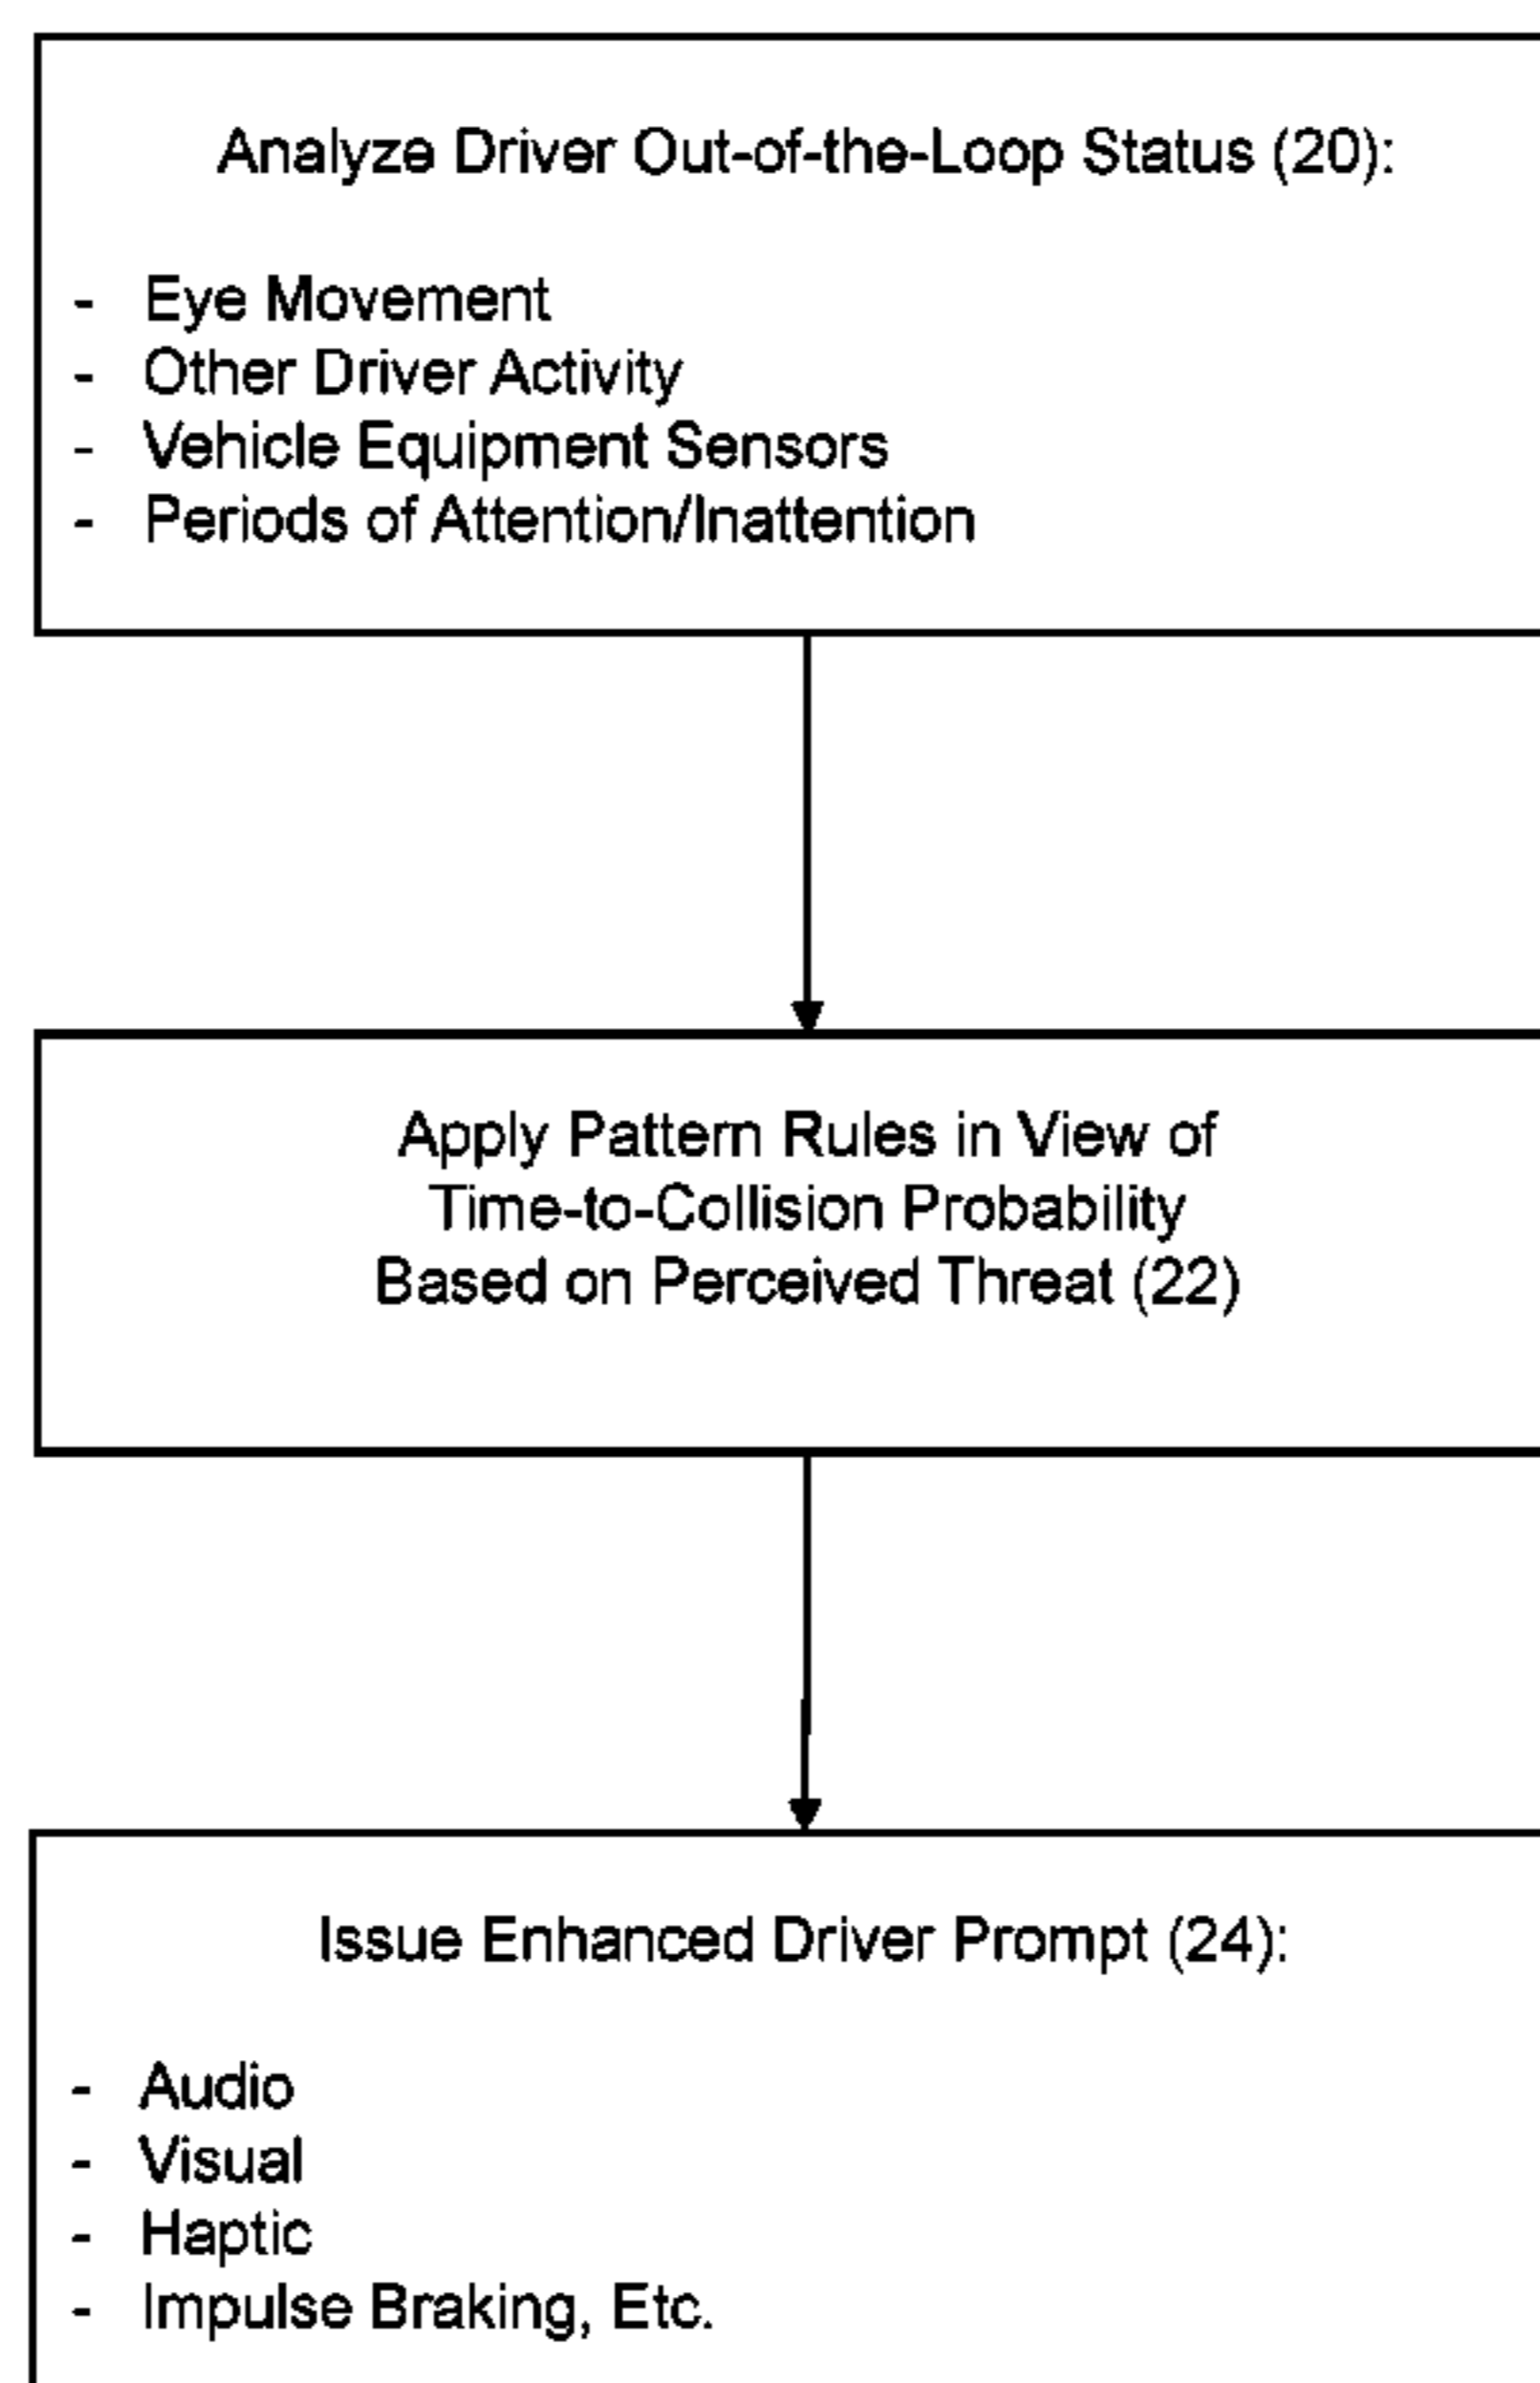 Analyze Driver Out-of-the-Loop Status (20):
- Eye Movement
- Other Driver Activity
- Vehicle Equipment Sensors
- Periods of Attention/Inattention
Apply Pattern Rules in View of
Time-to-Collision Probability
Based on Perceived Threat (22)
Issue Enhanced Driver Prompt (24):
- Audio
- Visual
- Haptic
- Impulse Braking, Etc.